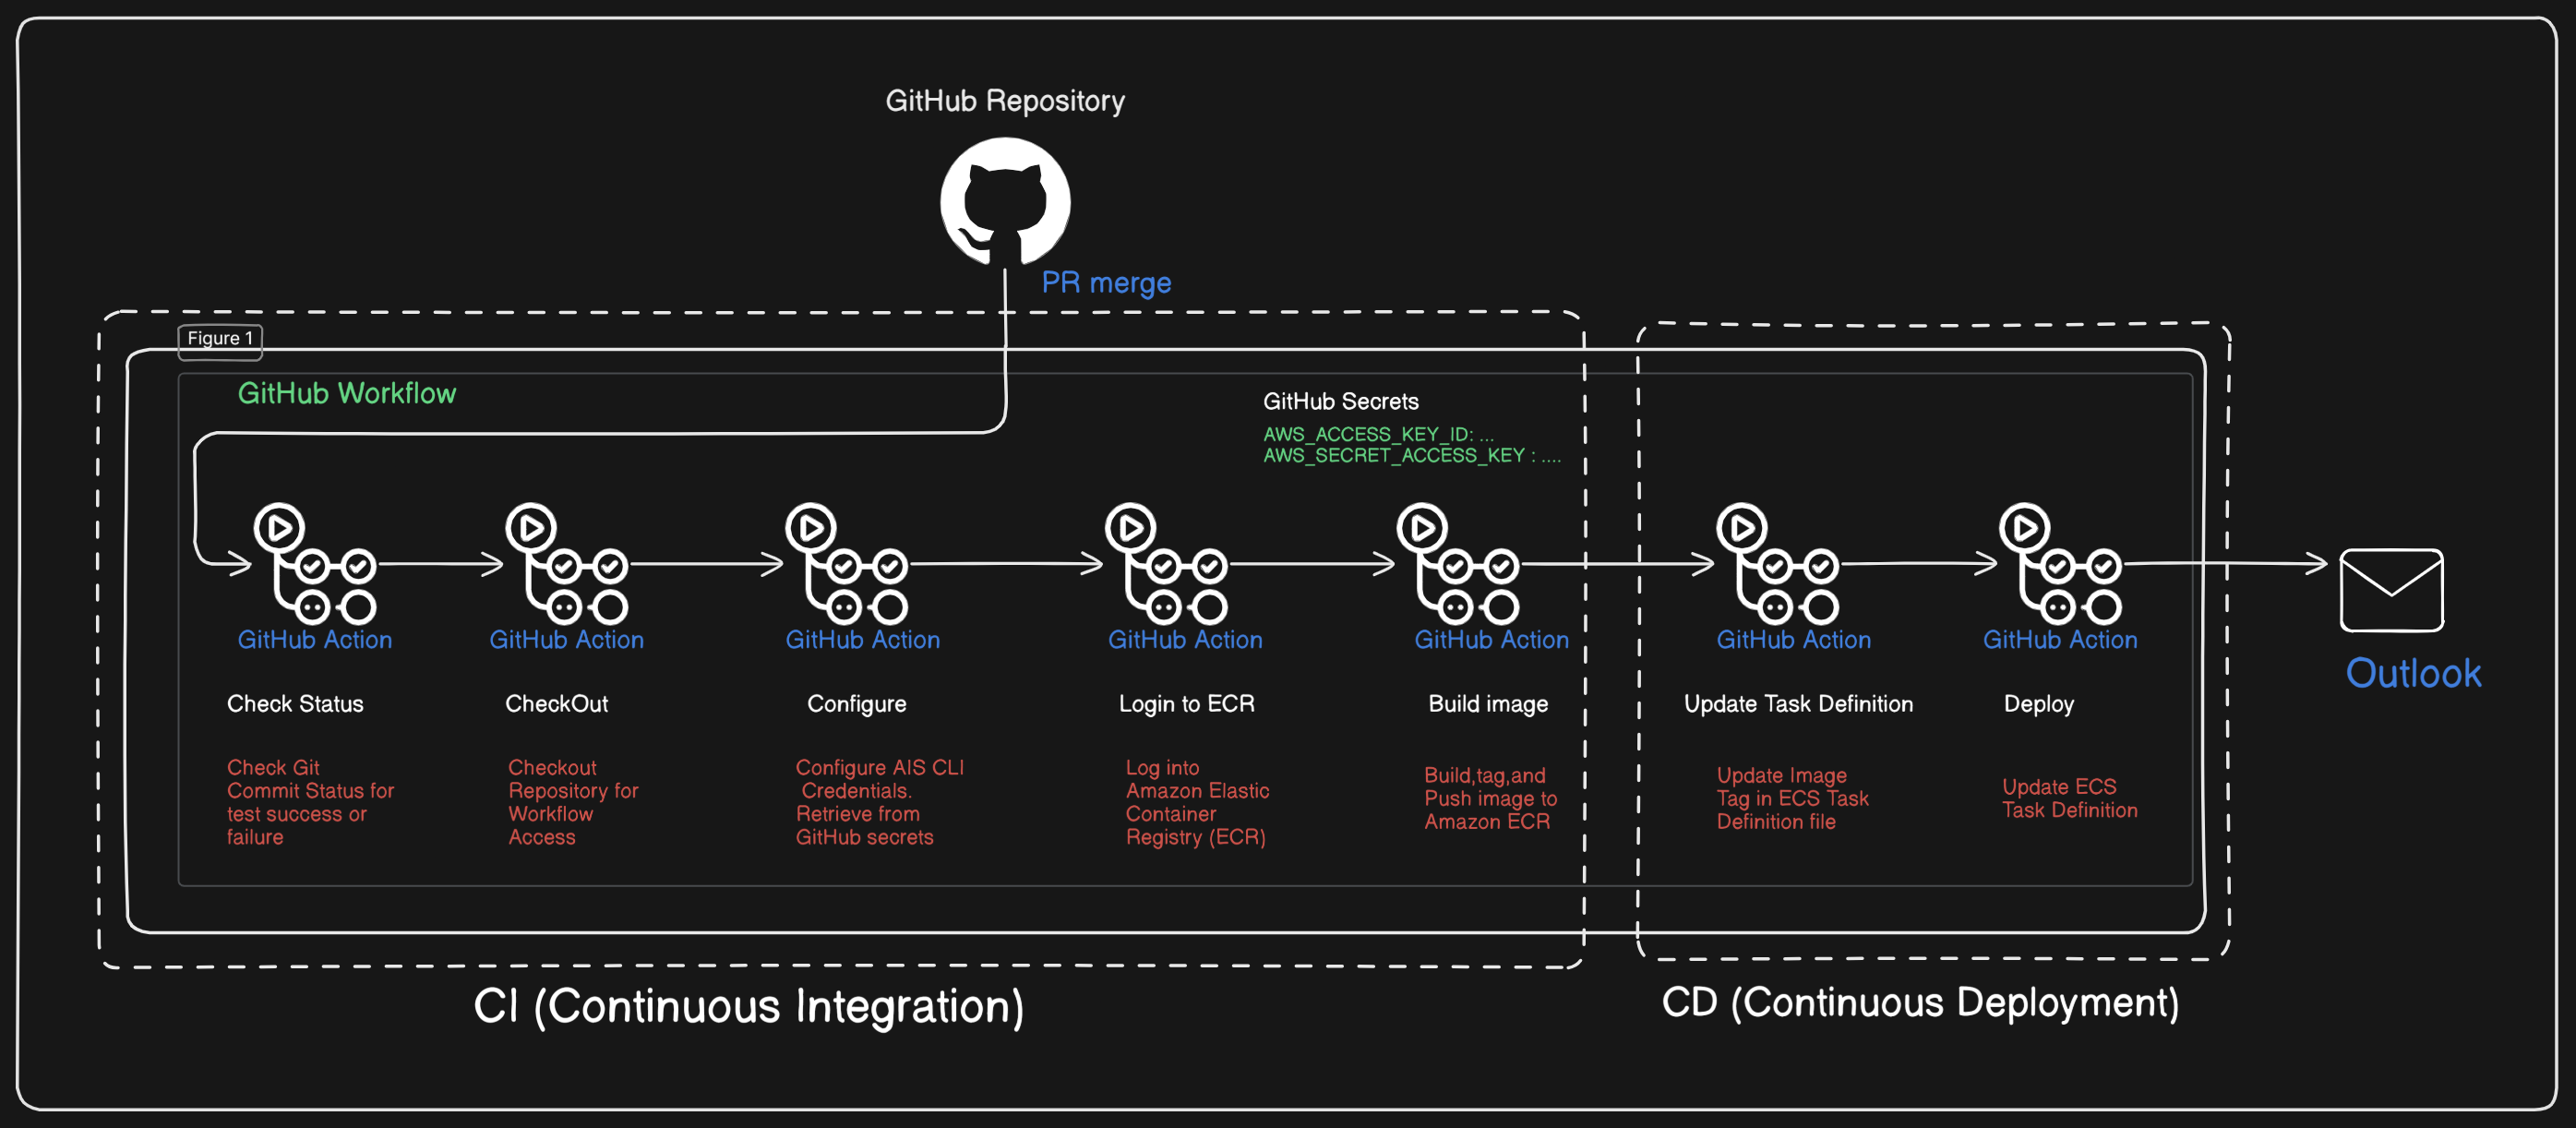 GitHub Repository
PR merge
Figure 1
GitHub Workflow
GitHub Secrets
AWS_ACCESS_KEY_ID: ...
AWS_SECRET_ACCESS_KEY : ....
GitHub Action
Check Status
Check Git
Commit Status for
test success or
failure
GitHub Action
CheckOut
Checkout
Repository for
Workflow
Access
GitHub Action
Configure
Configure AIS CLI
Credentials.
Retrieve from
GitHub secrets
GitHub Action
Login to ECR
Log into
Amazon Elastic
Container
Registry (ECR)
GitHub Action
Build image
Build,tag,and
Push image to
Amazon ECR
GitHub Action
Update Task Definition
Update Image
Tag in ECS Task
Definition file
GitHub Action
Deploy
Update ECS
Task Definition
Outlook
CI (Continuous Integration)
CD (Continuous Deployment)